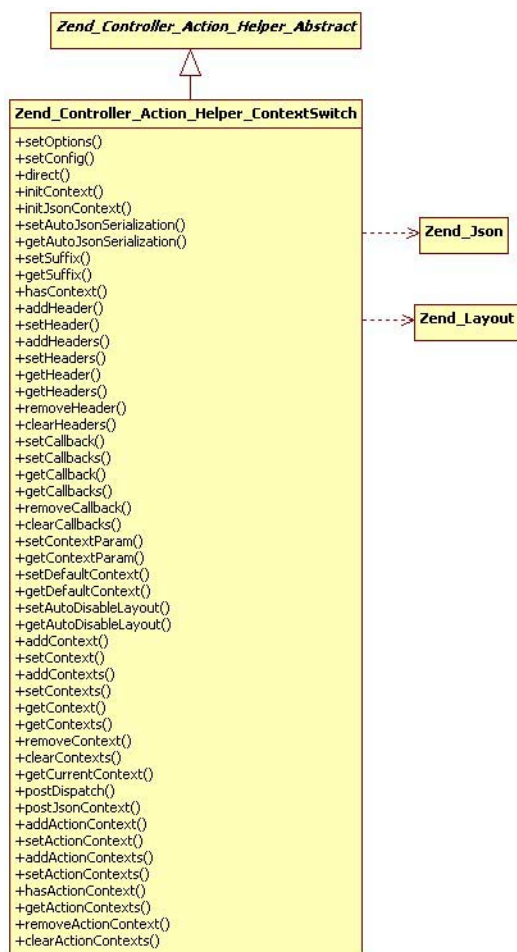 Zend_Controller_Action_Helper_Abstract
Zend_Controller_Action_Helper_ContextSwitch
+setOptions()
+setConfig()
+direct()
+initContext()
+initJsonContext()
+setAutoJsonSerialization()
+getAutoJsonSerialization()
+setSuffix()
+getSuffix()
+hasContext()
+addHeader()
+setHeader()
+addHeaders()
+setHeaders()
+getHeader()
+getHeaders()
+removeHeader()
+clearHeaders()
+setCallback()
+setCallbacks()
+getCallback()
+getCallbacks()
+removeCallback()
+clearCallbacks()
+setContextParam()
+getContextParam()
+setDefaultContext()
+getDefaultContext()
+setAutoDisableLayout()
+getAutoDisableLayout()
+addContext()
+setContext()
+addContexts()
+setContexts()
+getContext()
+getContexts()
+removeContext()
+clearContexts()
+getCurrentContext()
+postDispatch()
+postJsonContext()
+addActionContext()
+setActionContext()
+addActionContexts()
+setActionContexts()
+hasActionContext()
+getActionContexts()
+removeActionContext()
+clearActionContexts()
Zend_Json
Zend_Layout